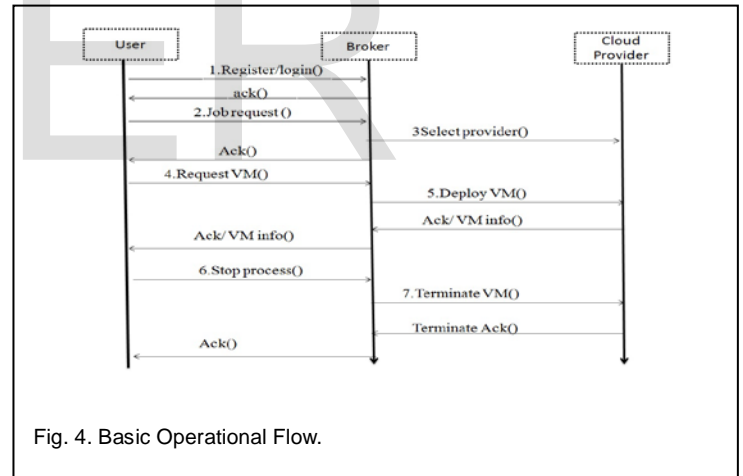 ER
User
Broker
Cloud
Provider
1.Register/login()
ack()
2.Job request ()
3Select provider()
Ack()
4.Request VM()
5.Deploy VM()
Ack/ VM info()
Ack/ VM info()
6.Stop process()
7.Terminate VM()
Terminate Ack()
Ack()
Fig. 4. Basic Operational Flow.